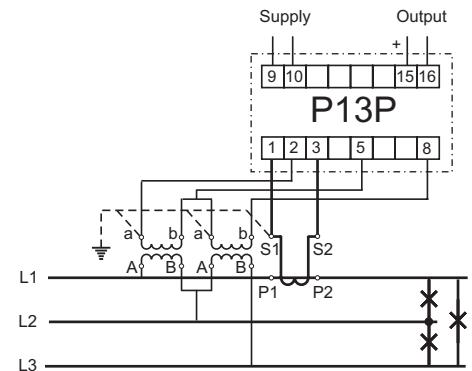 Supply Output
+
9 10 15 16
P13P
1 2 3 5 8
a b a b S1 S2
A B A B
L1 P1 P2
L2
L3